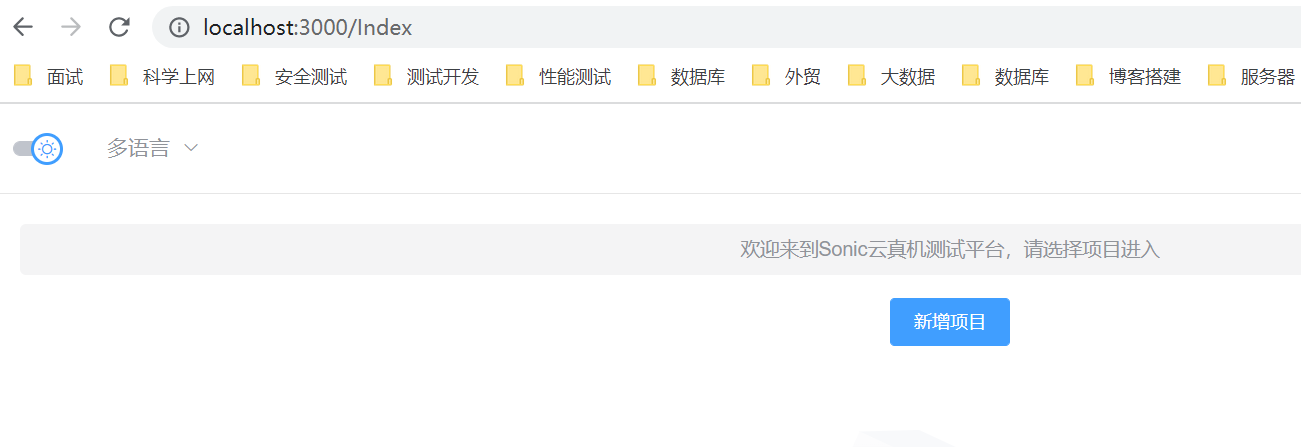 localhost:3000/Index
面试 科学上网 安全测试 测试开发 性能测试 数据库 外贸 大数据 数据库 博客搭建 服务器
多语言
欢迎来到Sonic云真机测试平台，请选择项目进入
新增项目